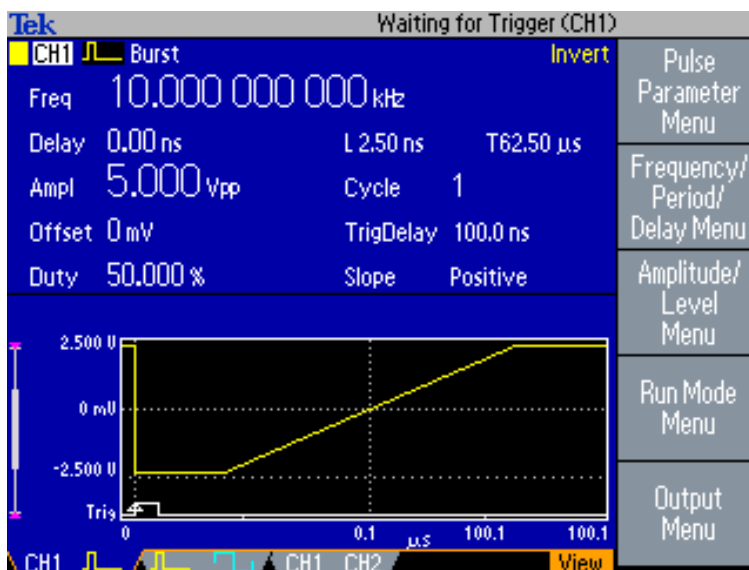 Tek Waiting for Trigger (CH1)
CH1 Burst Invert
Freq 10.000 000 000 kHz
Delay 0.00 ns L 2.50 ns T62.50 µs
Ampl 5.000 Vpp Cycle 1
Offset 0 mV TrigDelay 100.0 ns
Duty 50.000 % Slope Positive
2.500 V
0 mV
-2.500 V
Trig
0 0.1 µs 100.1 100.1
CH1 CH1 CH2 View
Pulse
Parameter
Menu
Frequency/
Period/
Delay Menu
Amplitude/
Level
Menu
Run Mode
Menu
Output
Menu